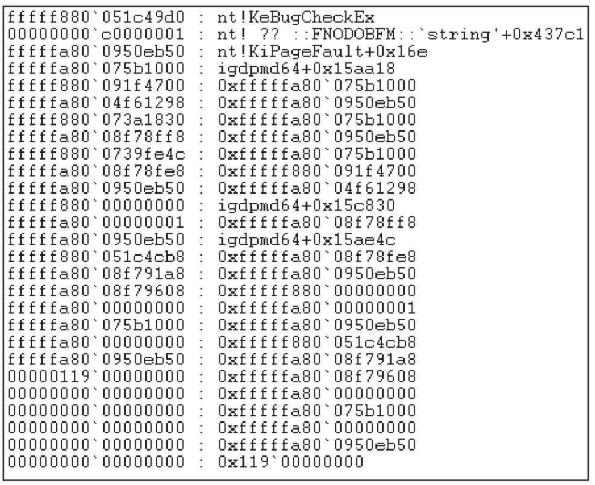 fffff880`051c49d0 : nt!KeBugCheckEx
00000000`c0000001 : nt! ?? ::FNODOBFM::`string'+0x437c1
fffffa80`0950eb50 : nt!KiPageFault+0x16e
fffffa80`075b1000 : igdpmd64+0x15aa18
fffff880`091f4700 : 0xfffffa80`075b1000
fffffa80`04f61298 : 0xfffffa80`0950eb50
fffff880`073a1830 : 0xfffffa80`075b1000
fffffa80`08f78ff8 : 0xfffffa80`0950eb50
fffff880`0739fe4c : 0xfffffa80`075b1000
fffffa80`08f78fe8 : 0xfffff880`091f4700
fffffa80`0950eb50 : 0xfffffa80`04f61298
fffff880`00000000 : igdpmd64+0x15c830
fffffa80`00000001 : 0xfffffa80`08f78ff8
fffffa80`0950eb50 : igdpmd64+0x15ae4c
fffff880`051c4cb8 : 0xfffffa80`08f78fe8
fffffa80`08f791a8 : 0xfffffa80`0950eb50
fffffa80`08f79608 : 0xfffff880`00000000
fffffa80`00000000 : 0xfffffa80`00000001
fffffa80`075b1000 : 0xfffffa80`0950eb50
fffffa80`00000000 : 0xfffff880`051c4cb8
fffffa80`0950eb50 : 0xfffffa80`08f791a8
00000119`00000000 : 0xfffffa80`08f79608
00000000`00000000 : 0xfffffa80`00000000
00000000`00000000 : 0xfffffa80`075b1000
00000000`00000000 : 0xfffffa80`00000000
00000000`00000000 : 0xfffffa80`0950eb50
00000000`00000000 : 0x119`00000000